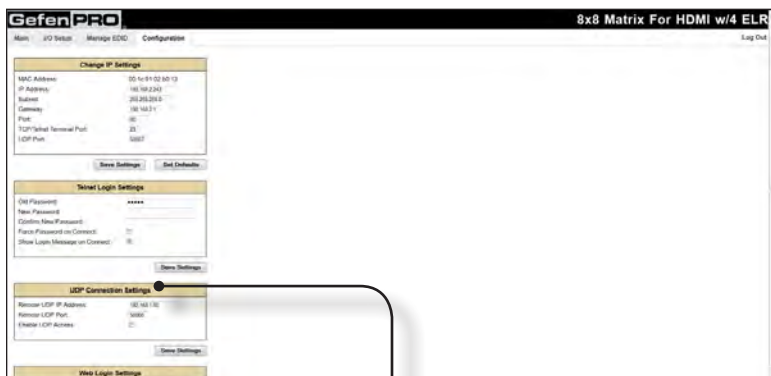 Gefen PRO
8x8 Matrix For HDMI w/4 ELR
Main I/O Setup Manage EDID Configuration
Log Out
Change IP Settings
MAC Address:
IP Address:
Subnet:
Gateway:
Port:
TCP/Telnet Terminal Port:
UDP Port:
Save Settings Set Defaults
Telnet Login Settings
Old Password:
New Password:
Confirm New Password:
Force Password on Connect:
Show Login Message on Connect:
Save Settings
UDP Connection Settings
Remote UDP IP Address:
Remote UDP Port:
Enable UDP Access:
Save Settings
Web Login Settings